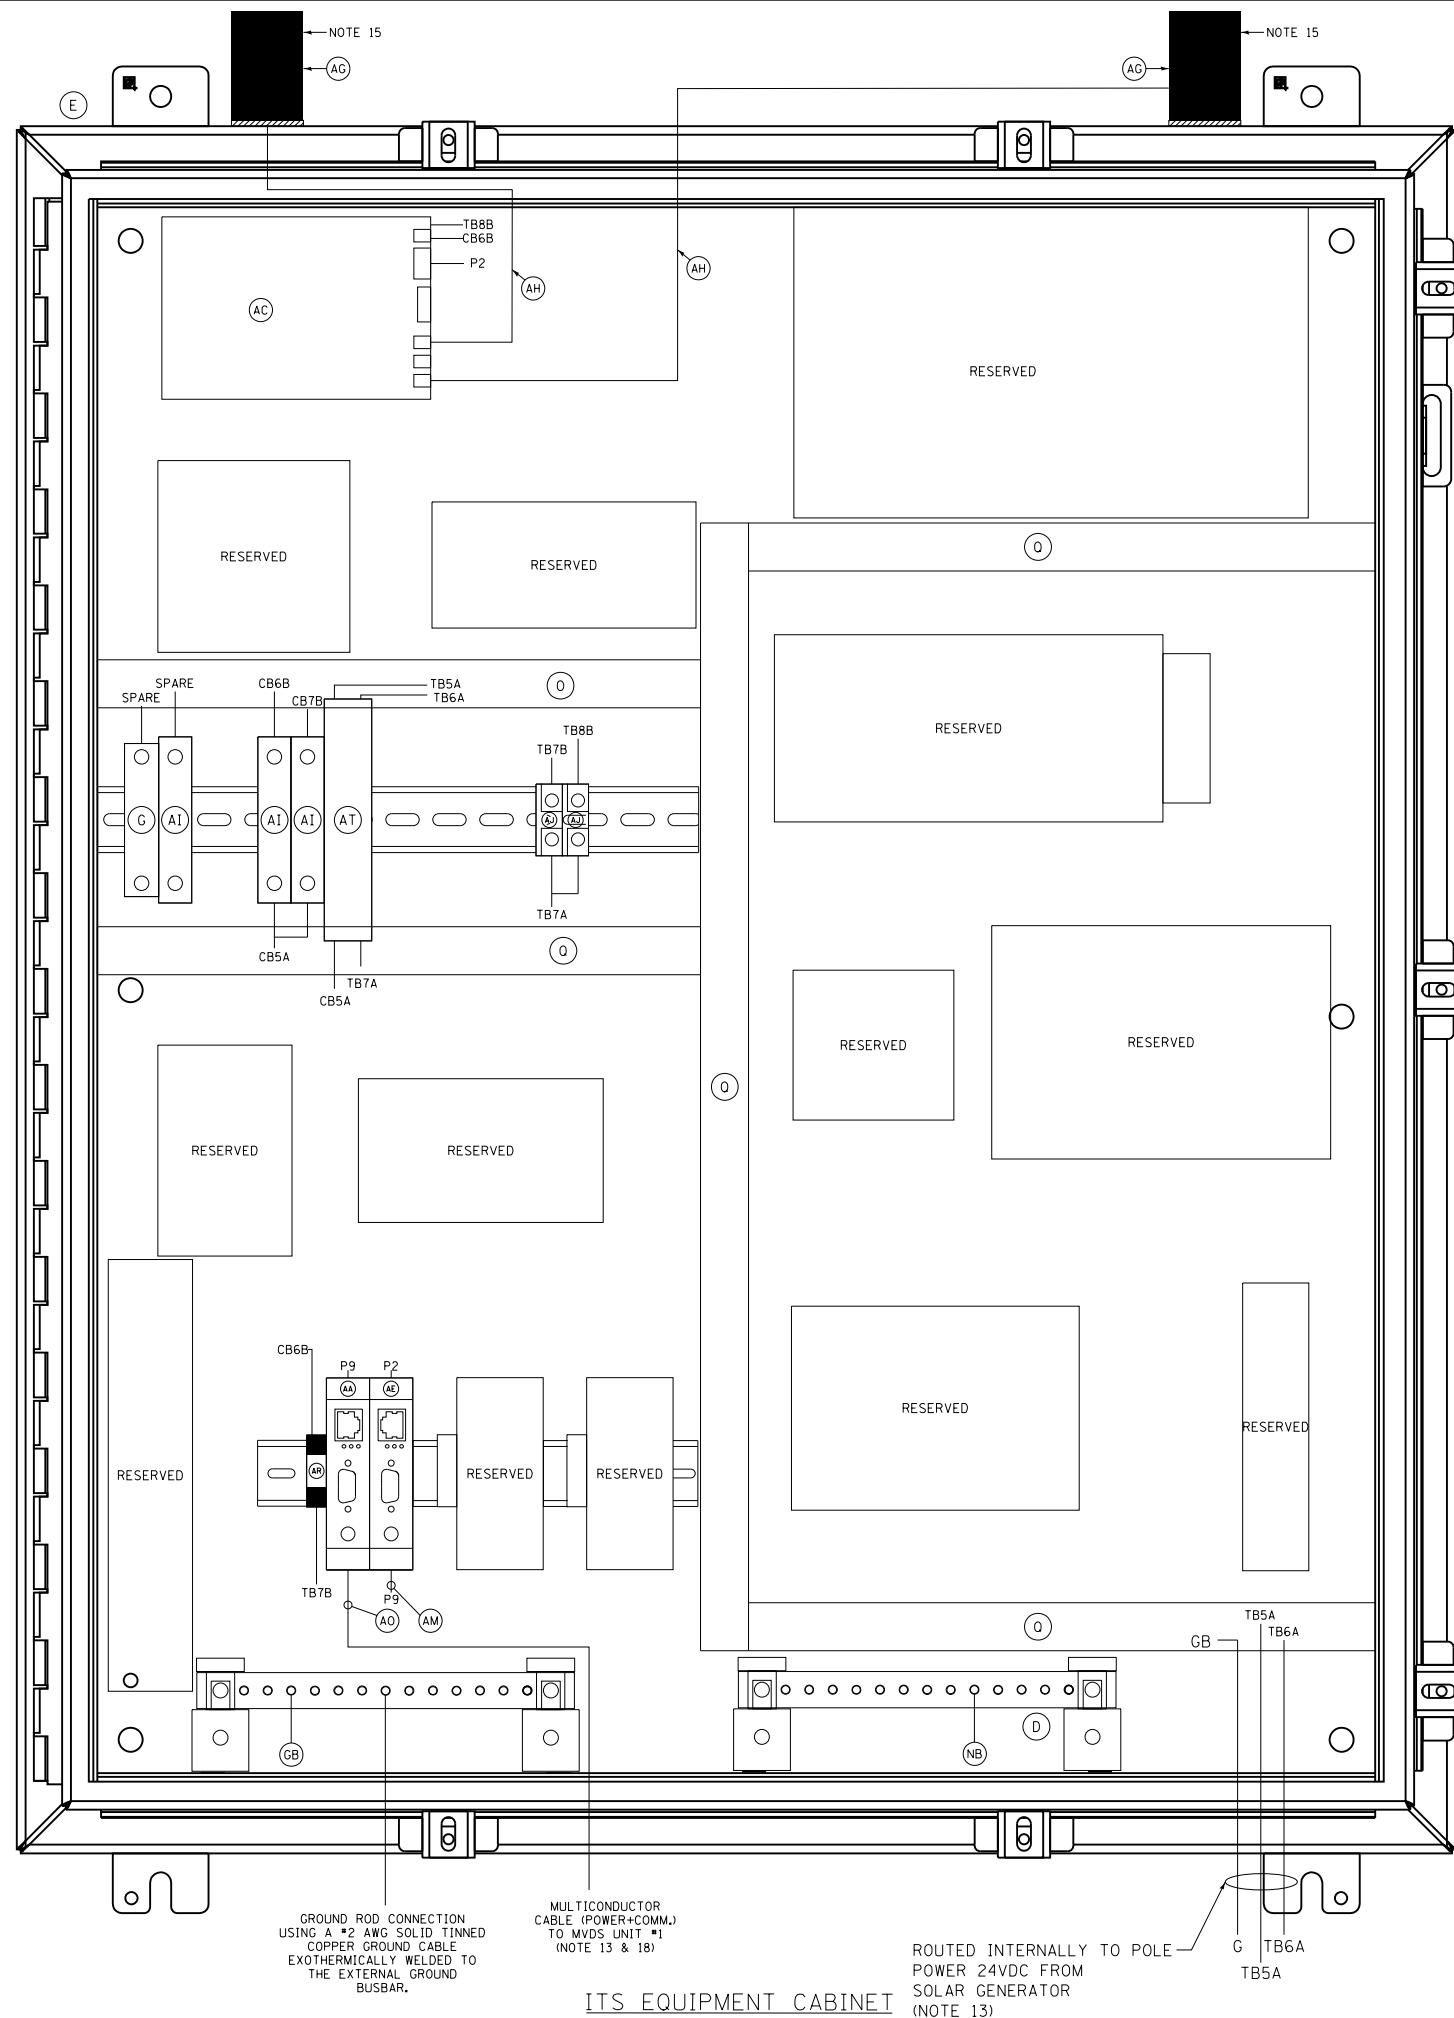 NOTE 15
NOTE 15
AG
AG
E
TB8B
CB6B
P2
AH
AH
AC
RESERVED
RESERVED
RESERVED
Q
SPARE
SPARE
CB6B
CB7B
TB5A
TB6A
O
TB8B
TB7B
RESERVED
G
AI
AI
AI
AT
AJ
AJ
TB7A
CB5A
TB7A
CB5A
Q
RESERVED
RESERVED
Q
RESERVED
RESERVED
CB6B
P9
P2
AA
AE
RESERVED
RESERVED
AR
RESERVED
RESERVED
RESERVED
TB7B
P9
AO
AM
Q
TB5A
TB6A
GB
D
GB
NB
GROUND ROD CONNECTION
USING A #2 AWG SOLID TINNED
COPPER GROUND CABLE
EXOTHERMICALLY WELDED TO
THE EXTERNAL GROUND
BUSBAR.
MULTICONDUCTOR
CABLE (POWER+COMM.)
TO MVDS UNIT #1
(NOTE 13 & 18)
ROUTED INTERNALLY TO POLE
POWER 24VDC FROM
SOLAR GENERATOR
(NOTE 13)
G
TB6A
TB5A
ITS EQUIPMENT CABINET